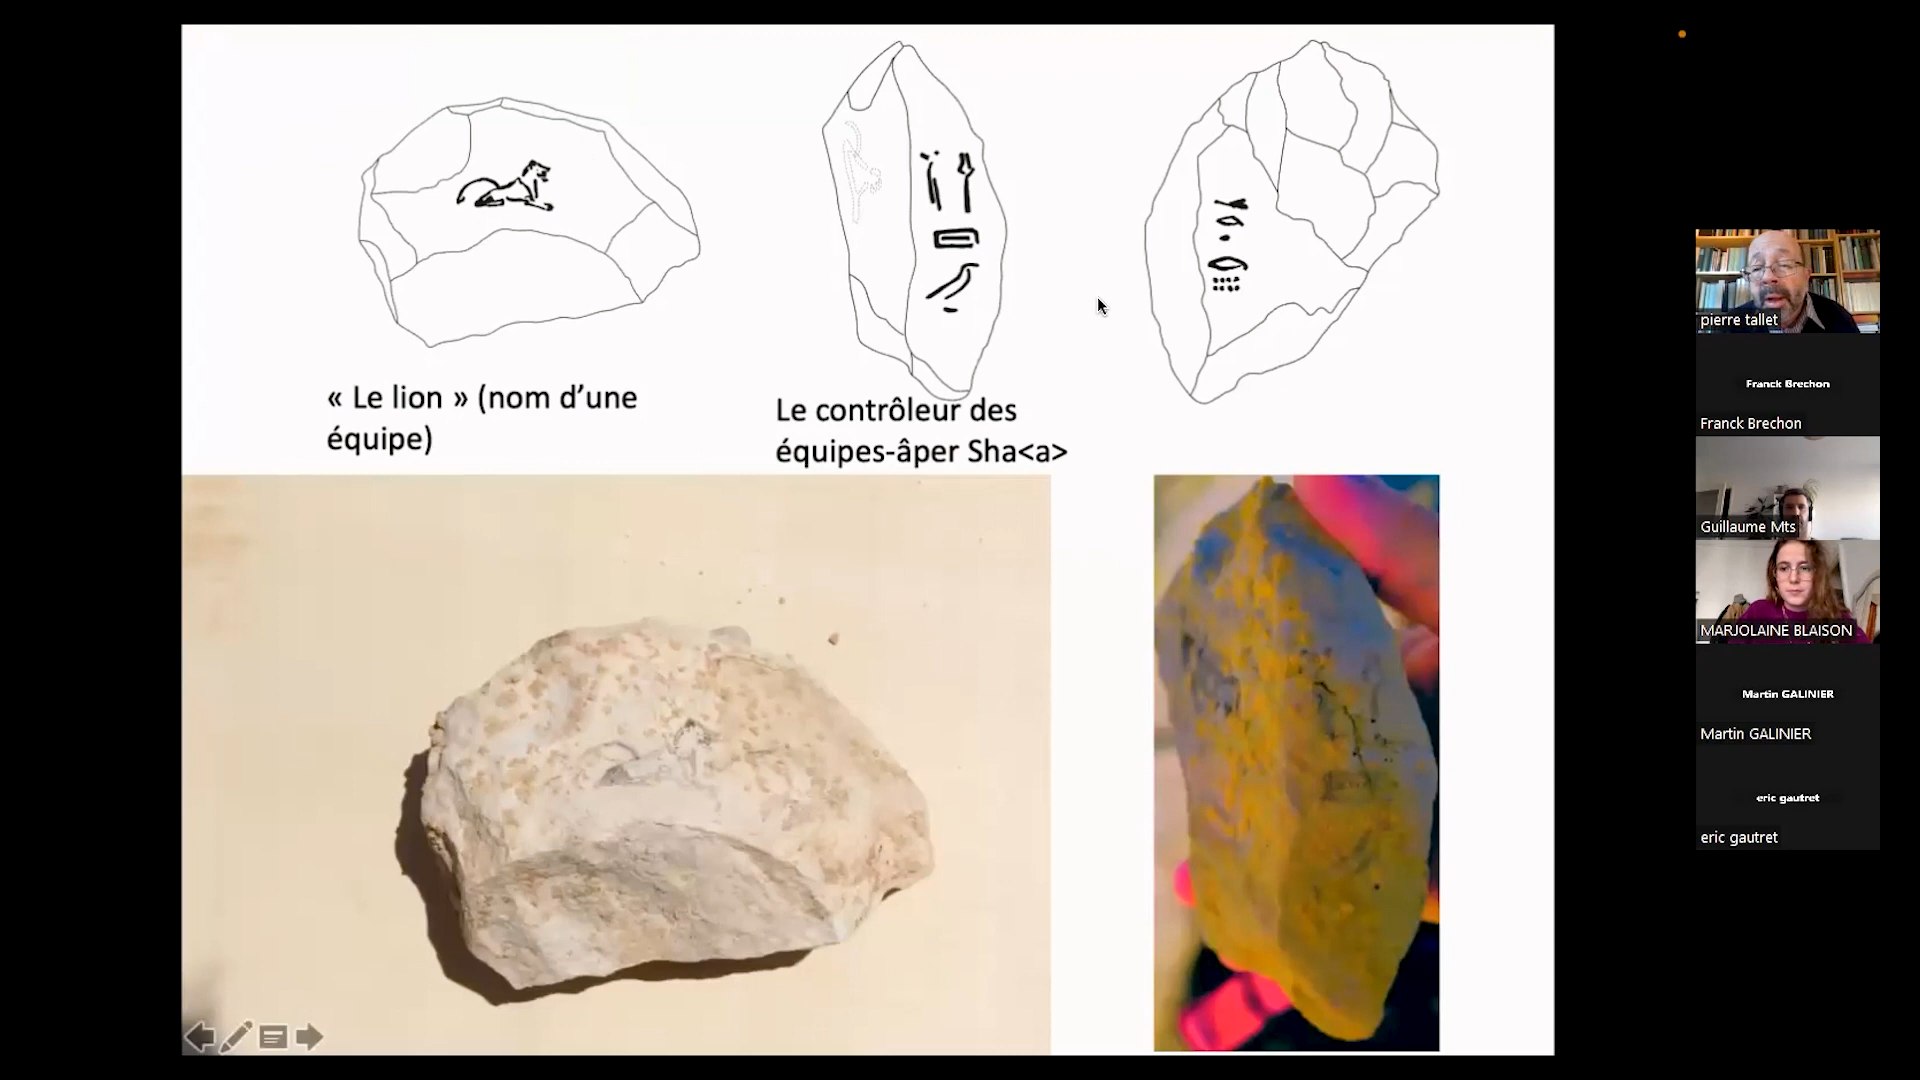 « Le lion » (nom d’une
équipe)
Le contrôleur des
équipes-âper Sha<a>
pierre tallet
Franck Brechon
Franck Brechon
Guillaume Mts
MARJOLAINE BLAISON
Martin GALINIER
Martin GALINIER
eric gautret
eric gautret